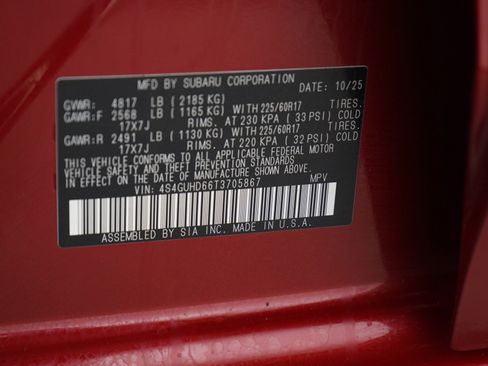 MFD BY SUBARU CORPORATION DATE: 10/25
GVWR: 4817 LB ( 2185 KG)
GAWR:F 2568 LB ( 1165 KG) WITH 225/60R17 TIRES.
17X7J RIMS. AT 230 KPA ( 33 PSI) COLD
GAWR:R 2491 LB ( 1130 KG) WITH 225/60R17 TIRES.
17X7J RIMS. AT 220 KPA ( 32 PSI) COLD
THIS VEHICLE CONFORMS TO ALL APPLICABLE FEDERAL MOTOR
VEHICLE SAFETY AND THEFT PREVENTION STANDARDS
IN EFFECT ON THE DATE OF MANUFACTURE SHOWN ABOVE.
VIN: 4S4GUHD66T3705867 MPV
ASSEMBLED BY SIA INC. MADE IN U.S.A.